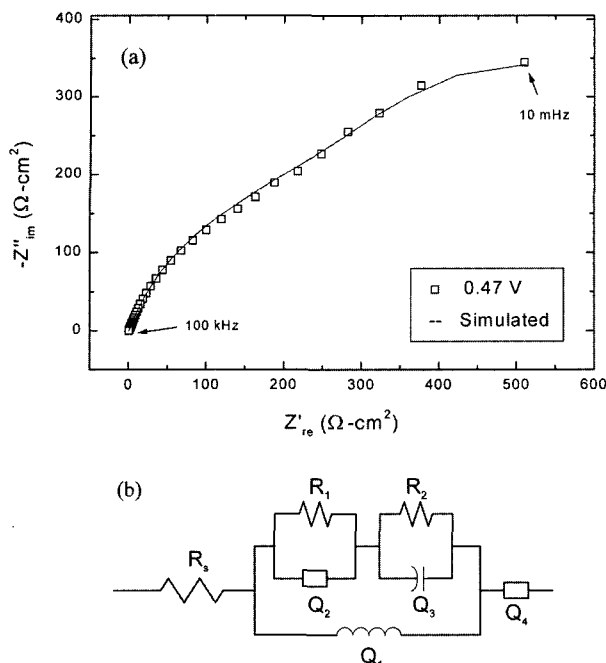 (a)
-400
300
200
100
0
-Z''im (Ω-cm²)
10 mHz
100 kHz
0.47 V
Simulated
0 100 200 300 400 500 600
Z're (Ω-cm²)
(b)
R₁ R₂
Rs
Q₂ Q₃ Q₄